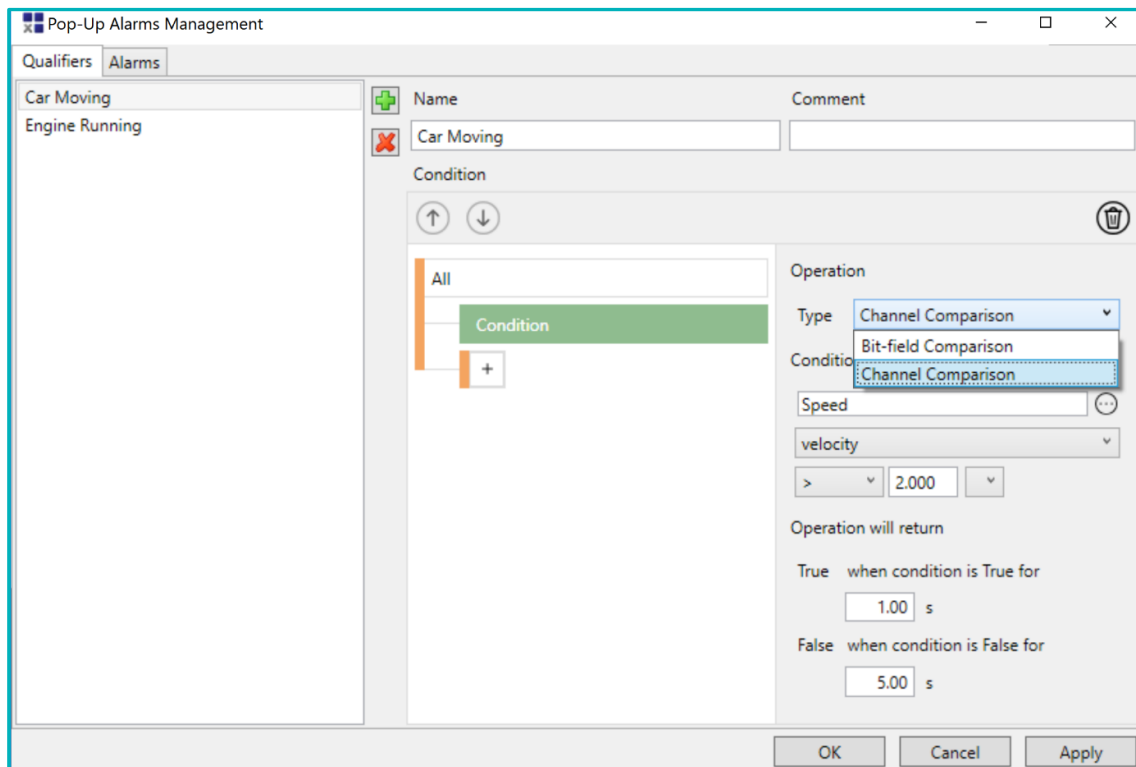 Pop-Up Alarms Management
Qualifiers Alarms
Car Moving
Engine Running
Name Comment
Car Moving
Condition
All
Condition
+
Operation
Type Channel Comparison
Bit-field Comparison
Channel Comparison
Conditio
Speed
velocity
> 2.000
Operation will return
True when condition is True for
1.00 s
False when condition is False for
5.00 s
OK Cancel Apply